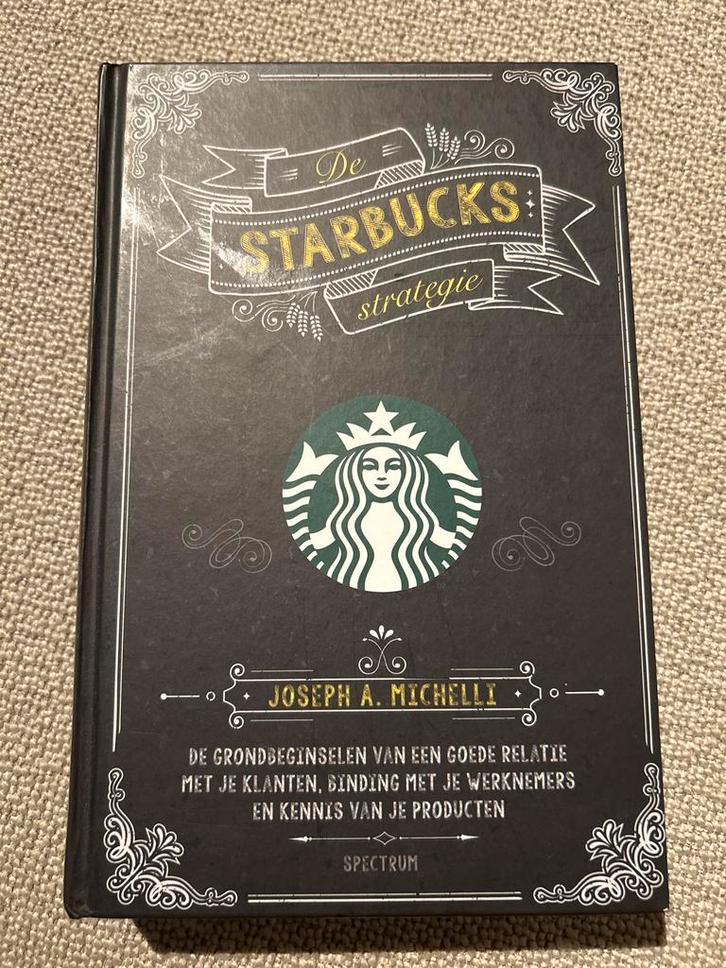 De
STARBUCKS
strategie
JOSEPH A. MICHELLI
DE GRONDBEGINSELEN VAN EEN GOEDE RELATIE
MET JE KLANTEN, BINDING MET JE WERKNEMERS
EN KENNIS VAN JE PRODUCTEN
SPECTRUM